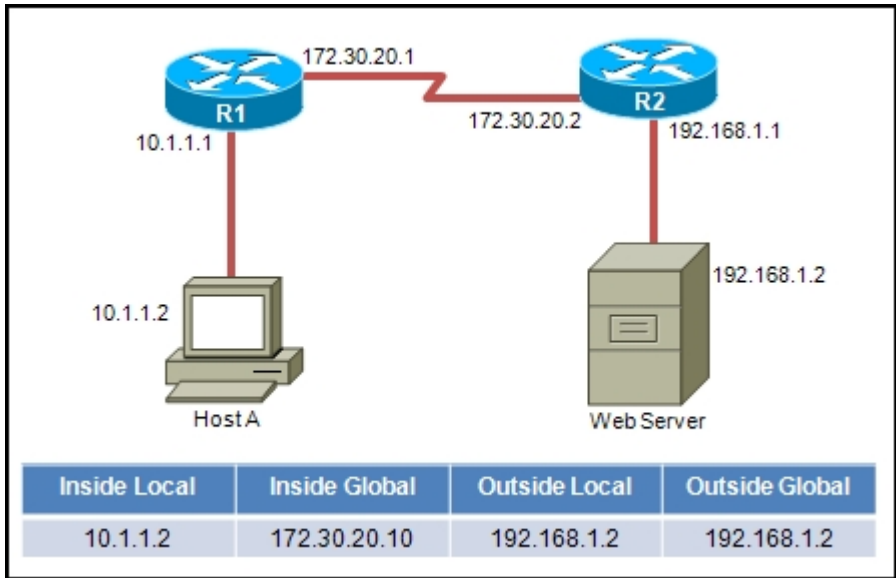 172.30.20.1
R1
R2
172.30.20.2
192.168.1.1
10.1.1.1
192.168.1.2
10.1.1.2
Host A
Web Server
Inside Local Inside Global Outside Local Outside Global
10.1.1.2 172.30.20.10 192.168.1.2 192.168.1.2